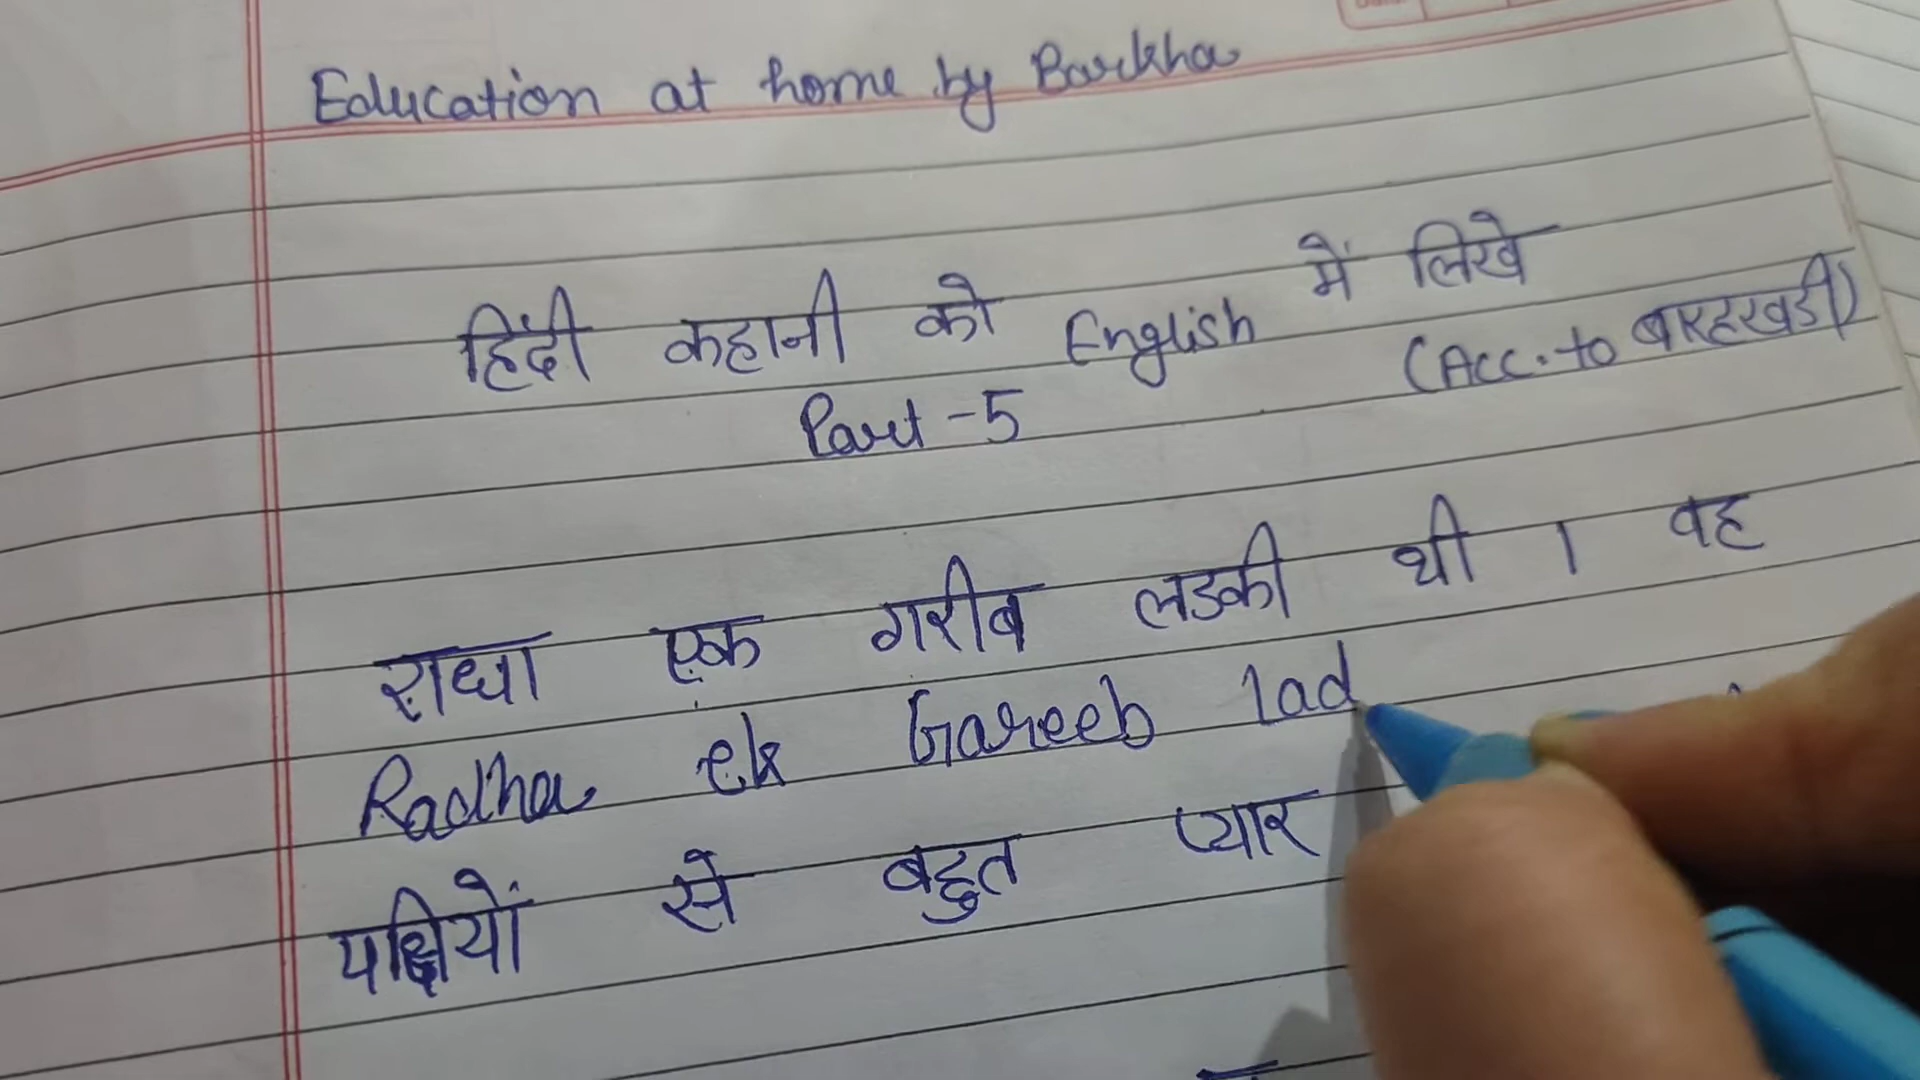 Education at home by Barkha
हिंदी कहानी को English में लिखे
(Acc. to बारहखडी)
Part -5
राधा एक गरीब लडकी थी । वह
Radha ek Gareeb lad
पक्षियों से बहुत प्यार